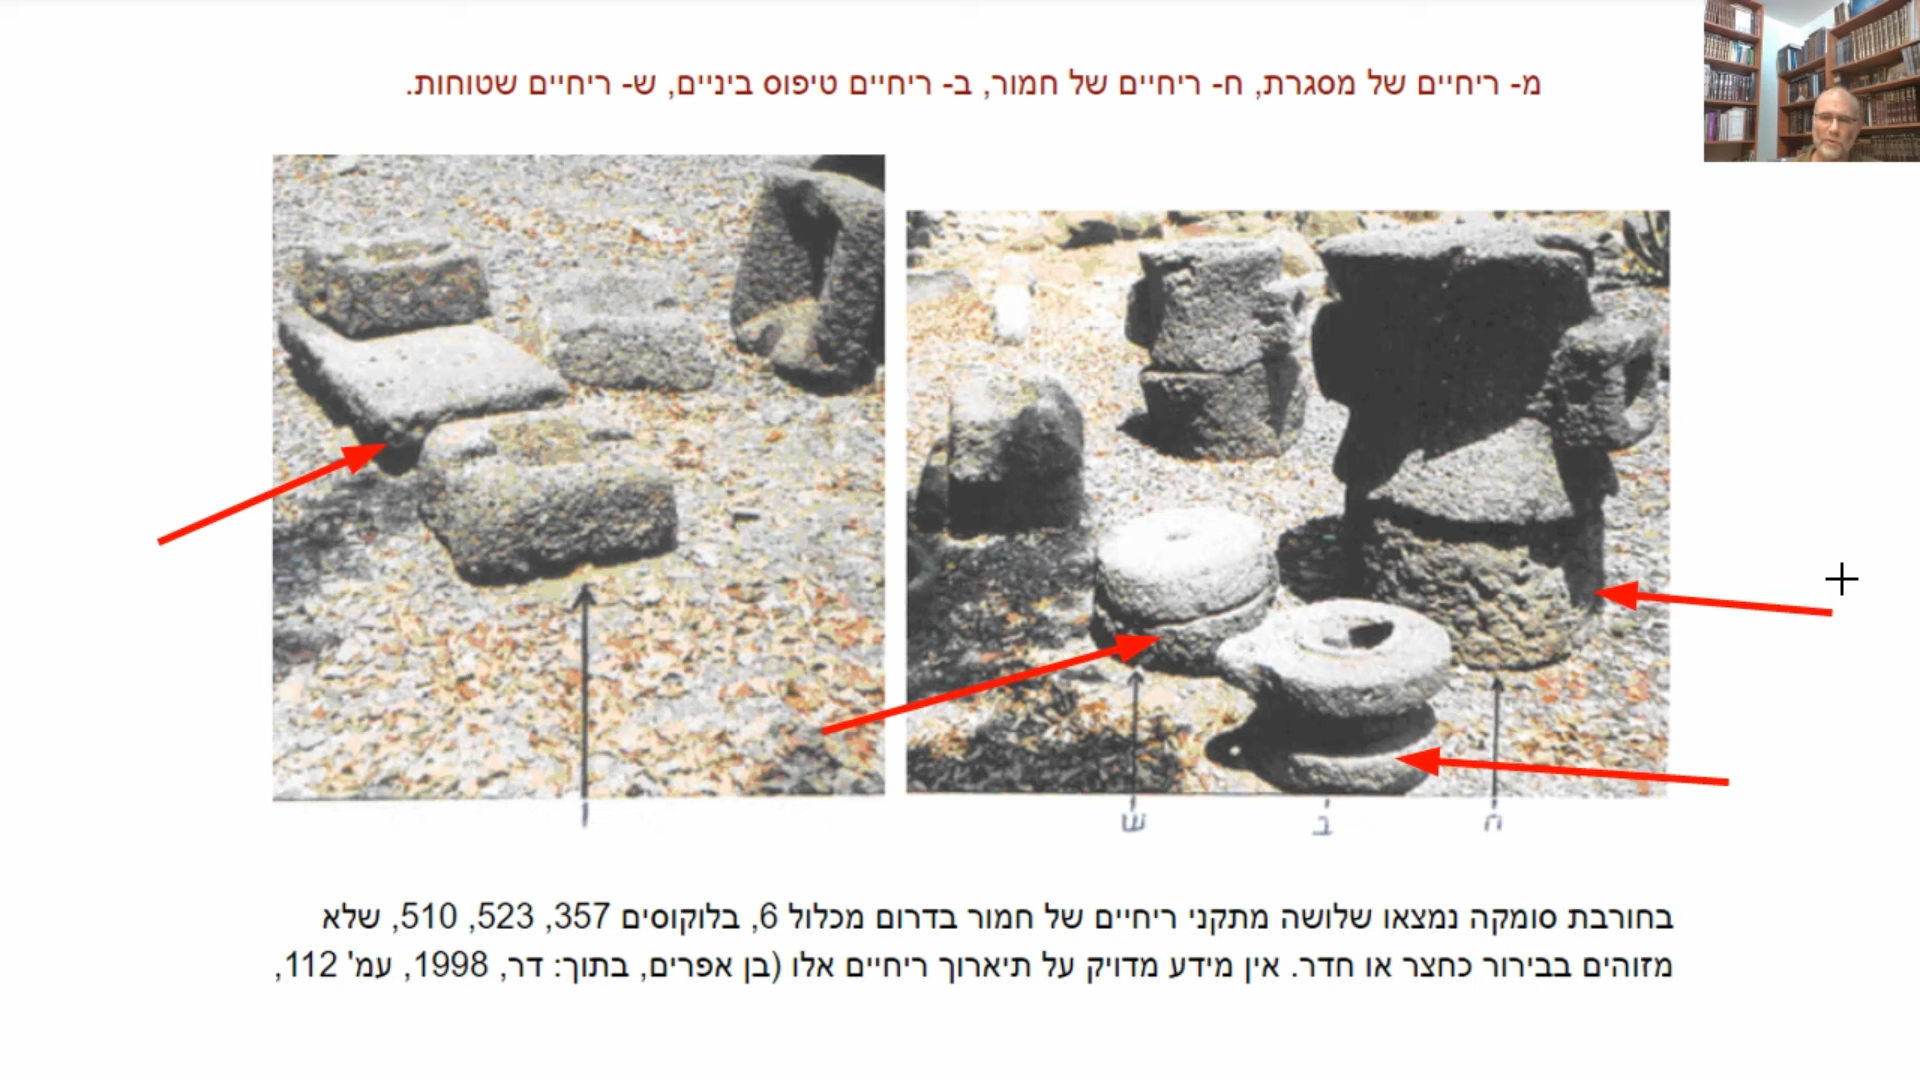 מ- ריחיים של מסגרת, ח- ריחיים של חמור, ב- ריחיים טיפוס ביניים, ש- ריחיים שטוחות.
ש ב ח
בחורבת סומקה נמצאו שלושה מתקני ריחיים של חמור בדרום מכלול 6, בלוקוסים 357, 523, 510, שלא
מזוהים בבירור כחצר או חדר. אין מידע מדויק על תיארוך ריחיים אלו (בן אפרים, בתוך: דר, 1998, עמ' 112,